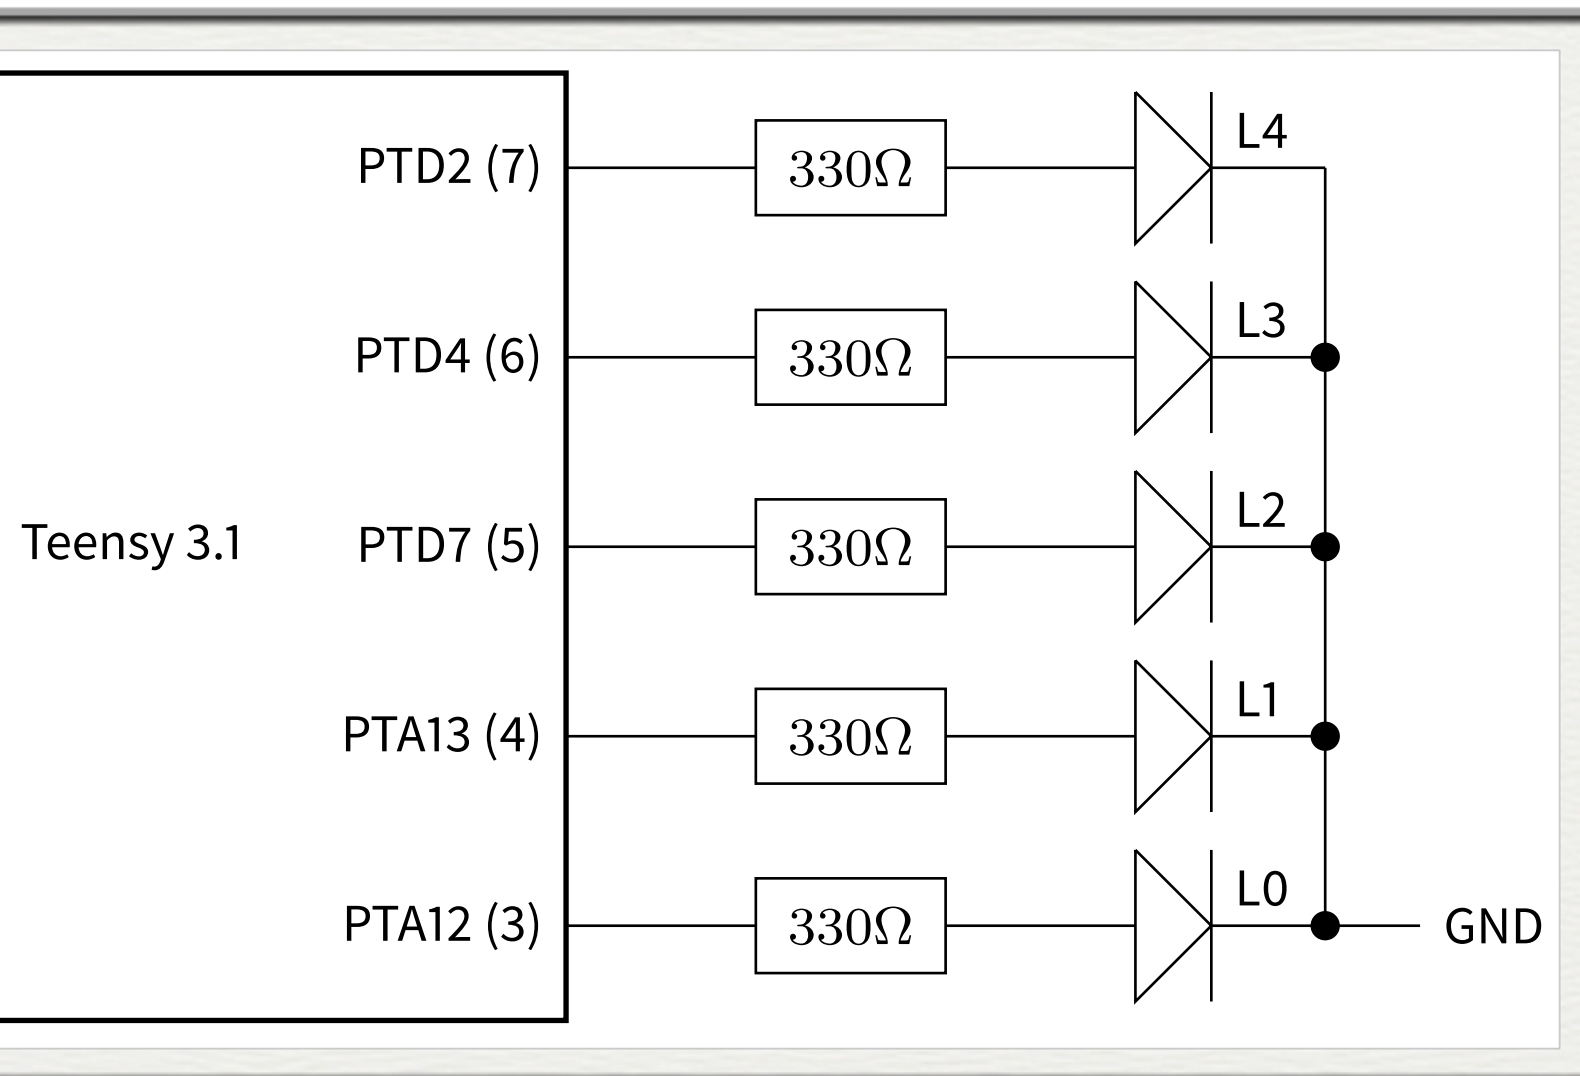 PTD2 (7) 330Ω L4
PTD4 (6) 330Ω L3
Teensy 3.1 PTD7 (5) 330Ω L2
PTA13 (4) 330Ω L1
PTA12 (3) 330Ω L0 GND